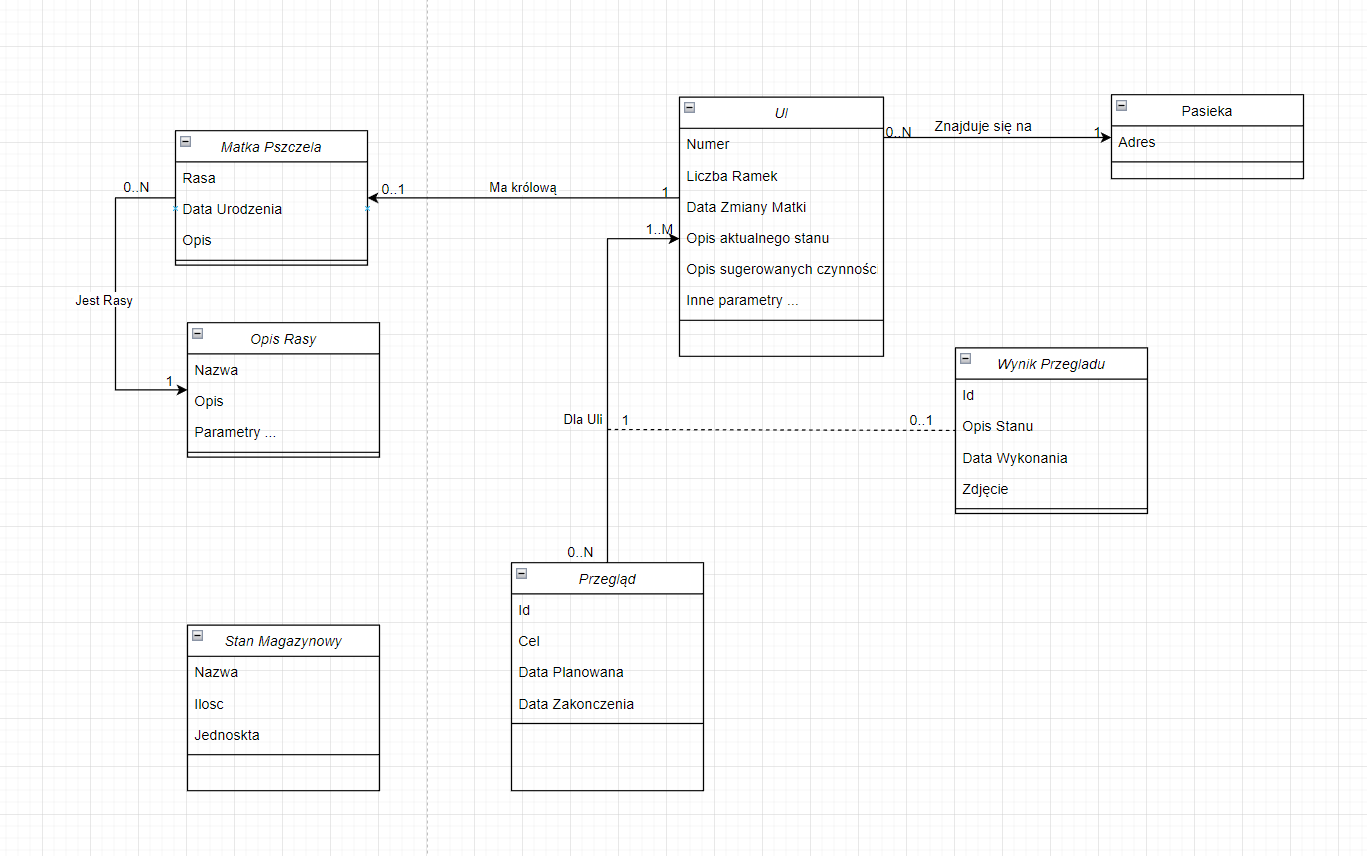 Matka Pszczela
Rasa
Data Urodzenia
Opis
0..N
Jest Rasy
1
Opis Rasy
Nazwa
Opis
Parametry ...
0..1
Ma królową
1
Ul
Numer
Liczba Ramek
Data Zmiany Matki
Opis aktualnego stanu
Opis sugerowanych czynnośc
Inne parametry ...
0..N
Znajduje się na
1
Pasieka
Adres
1..M
Dla Uli
1
0..1
0..N
Wynik Przegladu
Id
Opis Stanu
Data Wykonania
Zdjęcie
Przegląd
Id
Cel
Data Planowana
Data Zakonczenia
Stan Magazynowy
Nazwa
Ilosc
Jednoskta